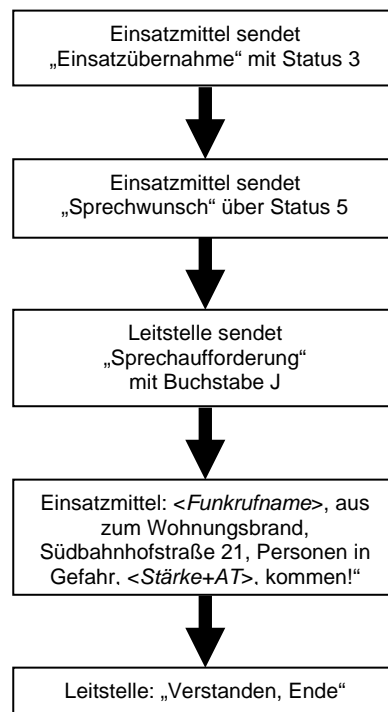 Einsatzmittel sendet
„Einsatzübernahme“ mit Status 3
Einsatzmittel sendet
„Sprechwunsch“ über Status 5
Leitstelle sendet
„Sprechaufforderung“
mit Buchstabe J
Einsatzmittel: <Funkrufname>, aus
zum Wohnungsbrand,
Südbahnhofstraße 21, Personen in
Gefahr, <Stärke+AT>, kommen!“
Leitstelle: „Verstanden, Ende“